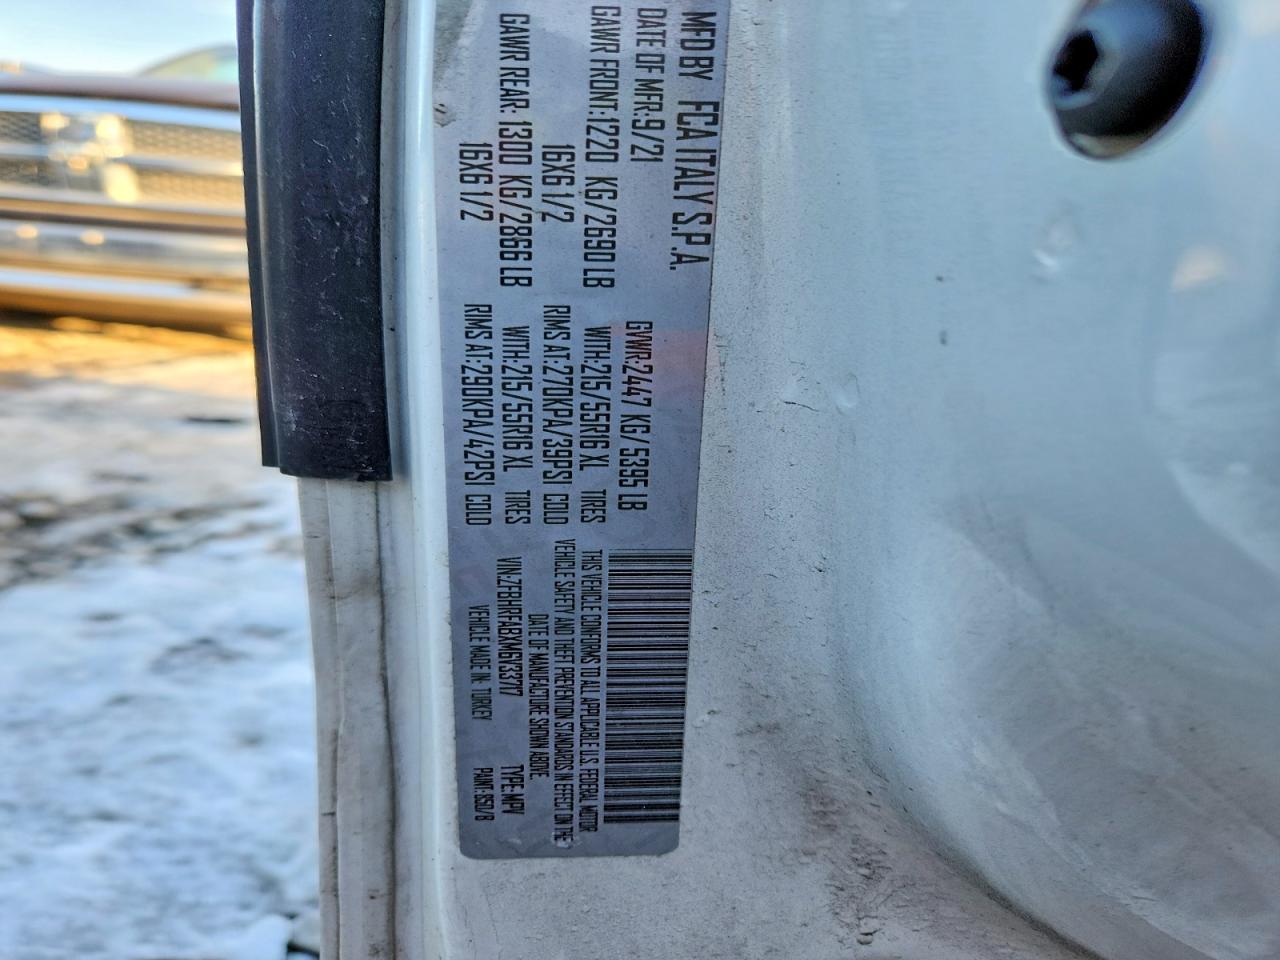 MFD BY FCA ITALY S.P.A.
DATE OF MFR:9/21 GVWR:2447 KG/5395 LB
GAWR FRONT:1220 KG/2690 LB WITH:215/55R16 XL TIRES
16X6 1/2 RIMS AT:270KPA/39PSI COLD
GAWR REAR: 1300 KG/2866 LB WITH:215/55R16 XL TIRES
16X6 1/2 RIMS AT:290KPA/42PSI COLD
THIS VEHICLE CONFORMS TO ALL APPLICABLE U.S. FEDERAL MOTOR
VEHICLE SAFETY AND THEFT PREVENTION STANDARDS IN EFFECT ON THE
DATE OF MANUFACTURE SHOWN ABOVE.
VIN:ZFBHRFABXM6V33717 TYPE: MPV
VEHICLE MADE IN: TURKEY PAINT: